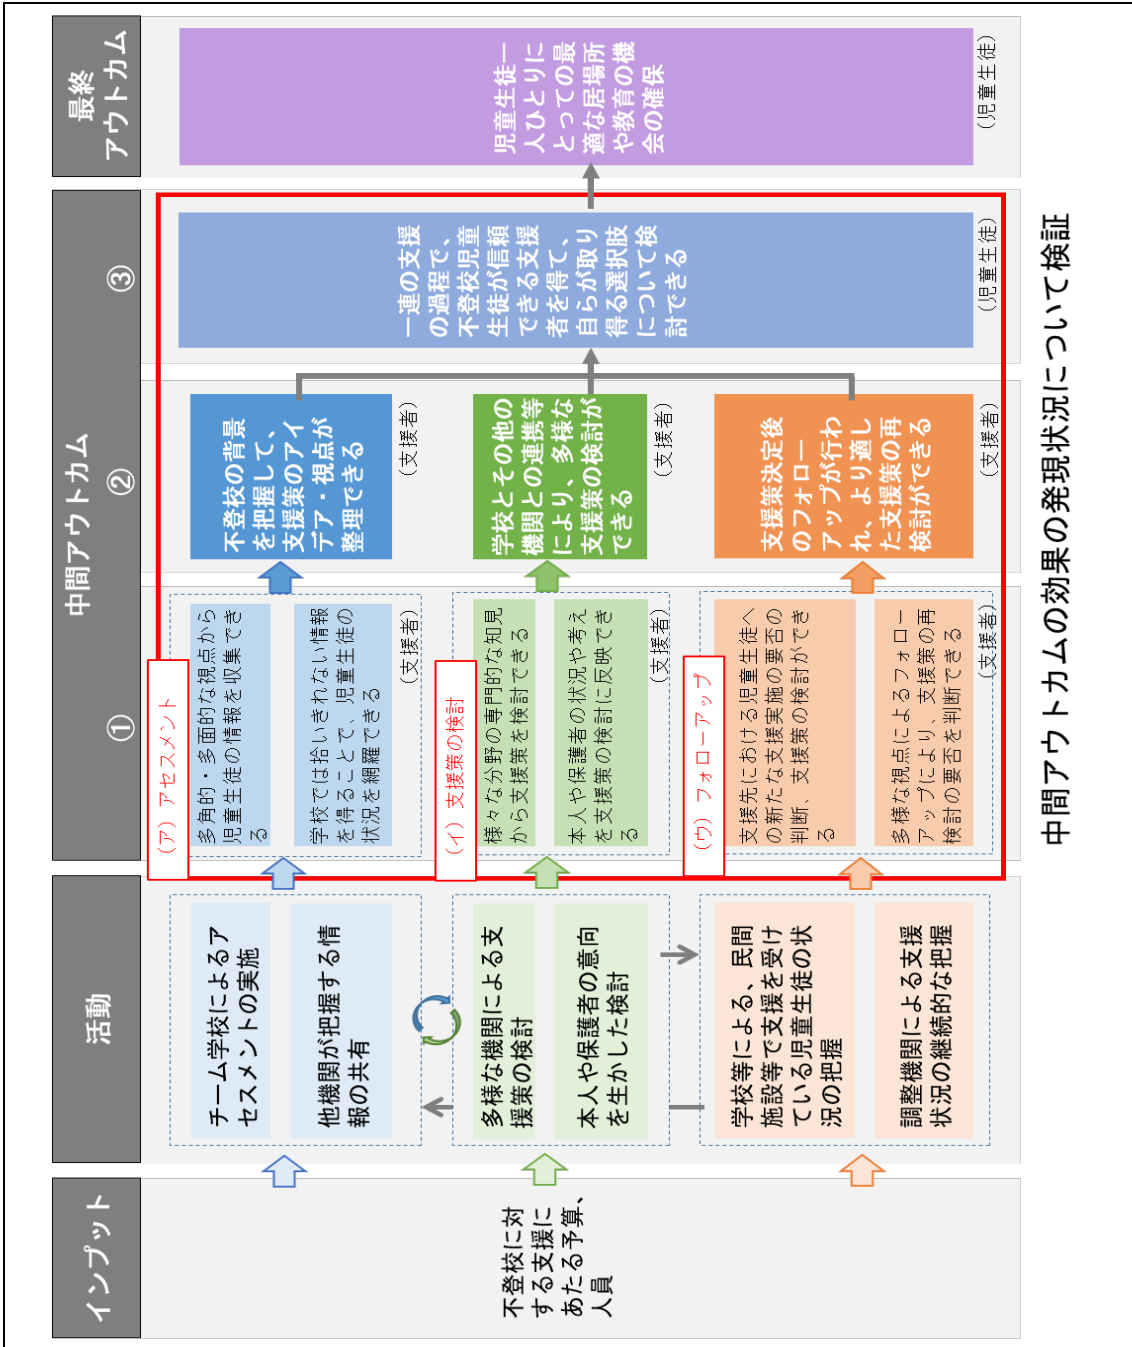 インプット
活動
中間アウトカム
①
②
③
最終
アウトカム
不登校に対
する支援に
あたる予算、
人員
チーム学校によるア
セスメントの実施
他機関が把握する情
報の共有
多様な機関による支
援策の検討
本人や保護者の意向
を生かした検討
学校等による、民間
施設等で支援を受け
ている児童生徒の状
況の把握
調整機関による支援
状況の継続的な把握
(ア)アセスメント
多角的・多面的な視点から
児童生徒の情報を収集でき
る
学校では拾いきれない情報
を得ることで、児童生徒の
状況を網羅できる
(支援者)
(イ)支援策の検討
様々な分野の専門的な知見
から支援策を検討できる
本人や保護者の状況や考え
を支援策の検討に反映でき
る
(支援者)
(ウ)フォローアップ
支援先における児童生徒へ
の新たな支援実施の要否の
判断、支援策の検討ができ
る
多様な視点によるフォロー
アップにより、支援策の再
検討の要否を判断できる
(支援者)
不登校の背景
を把握して、
支援策のアイ
デア・視点が
整理できる
(支援者)
学校とその他の
機関との連携等
により、多様な
支援策の検討が
できる
(支援者)
支援策決定後
のフォロー
アップが行わ
れ、より適し
た支援策の再
検討ができる
(支援者)
一連の支援
の過程で、
不登校児童
生徒が信頼
できる支援
者を得て、
自らが取り
得る選択肢
について検
討できる
(児童生徒)
児童生徒一
人ひとりに
とっての最
適な居場所
や教育の機
会の確保
(児童生徒)
中間アウトカムの効果の発現状況について検証